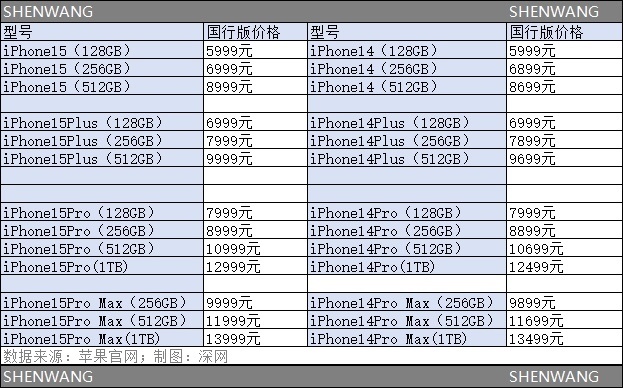 SHENWANG SHENWANG
型号 国行版价格 型号 国行版价格
iPhone15（128GB） 5999元 iPhone14（128GB） 5999元
iPhone15（256GB） 6999元 iPhone14（256GB） 6899元
iPhone15（512GB） 8999元 iPhone14（512GB） 8699元
iPhone15Plus（128GB） 6999元 iPhone14Plus（128GB） 6999元
iPhone15Plus（256GB） 7999元 iPhone14Plus（256GB） 7899元
iPhone15Plus（512GB） 9999元 iPhone14Plus（512GB） 9699元
iPhone15Pro（128GB） 7999元 iPhone14Pro（128GB） 7999元
iPhone15Pro（256GB） 8999元 iPhone14Pro（256GB） 8899元
iPhone15Pro（512GB） 10999元 iPhone14Pro（512GB） 10699元
iPhone15Pro(1TB) 12999元 iPhone14Pro(1TB) 12499元
iPhone15Pro Max（256GB） 9999元 iPhone14Pro Max（256GB） 9899元
iPhone15Pro Max（512GB） 11999元 iPhone14Pro Max（512GB） 11699元
iPhone15Pro Max(1TB) 13999元 iPhone14Pro Max(1TB) 13499元
数据来源：苹果官网；制图：深网
SHENWANG SHENWANG